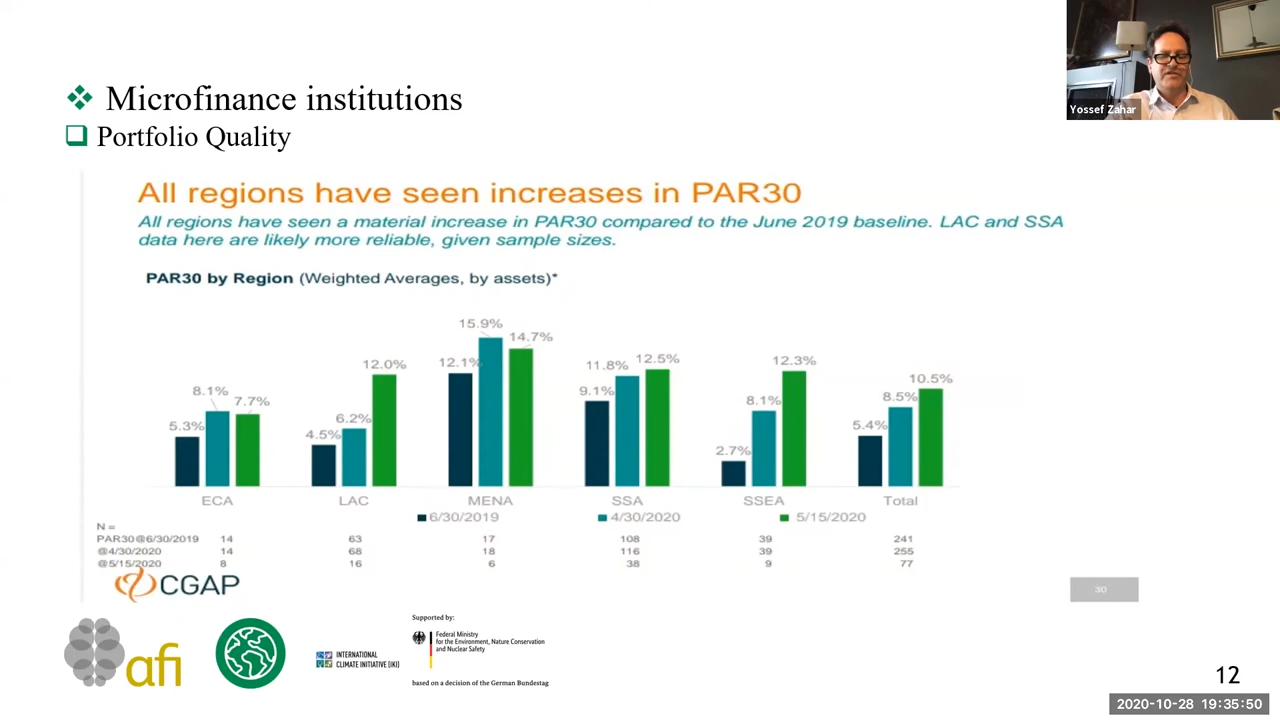 Yossef Zahar
Microfinance institutions
Portfolio Quality
All regions have seen increases in PAR30
All regions have seen a material increase in PAR30 compared to the June 2019 baseline. LAC and SSA
data here are likely more reliable, given sample sizes.
PAR30 by Region (Weighted Averages, by assets)*
5.3% 8.1% 7.7%
4.5% 6.2% 12.0%
12.1% 15.9% 14.7%
9.1% 11.8% 12.5%
2.7% 8.1% 12.3%
5.4% 8.5% 10.5%
ECA LAC MENA SSA SSEA Total
6/30/2019 4/30/2020 5/15/2020
N =
PAR30@6/30/2019 14 63 17 108 39 241
@4/30/2020 14 68 18 116 39 255
@5/15/2020 8 16 6 38 9 77
CGAP
30
afi
INTERNATIONAL
CLIMATE INITIATIVE (IKI)
Supported by:
Federal Ministry
for the Environment, Nature Conservation
and Nuclear Safety
based on a decision of the German Bundestag
12
2020-10-28 19:35:50